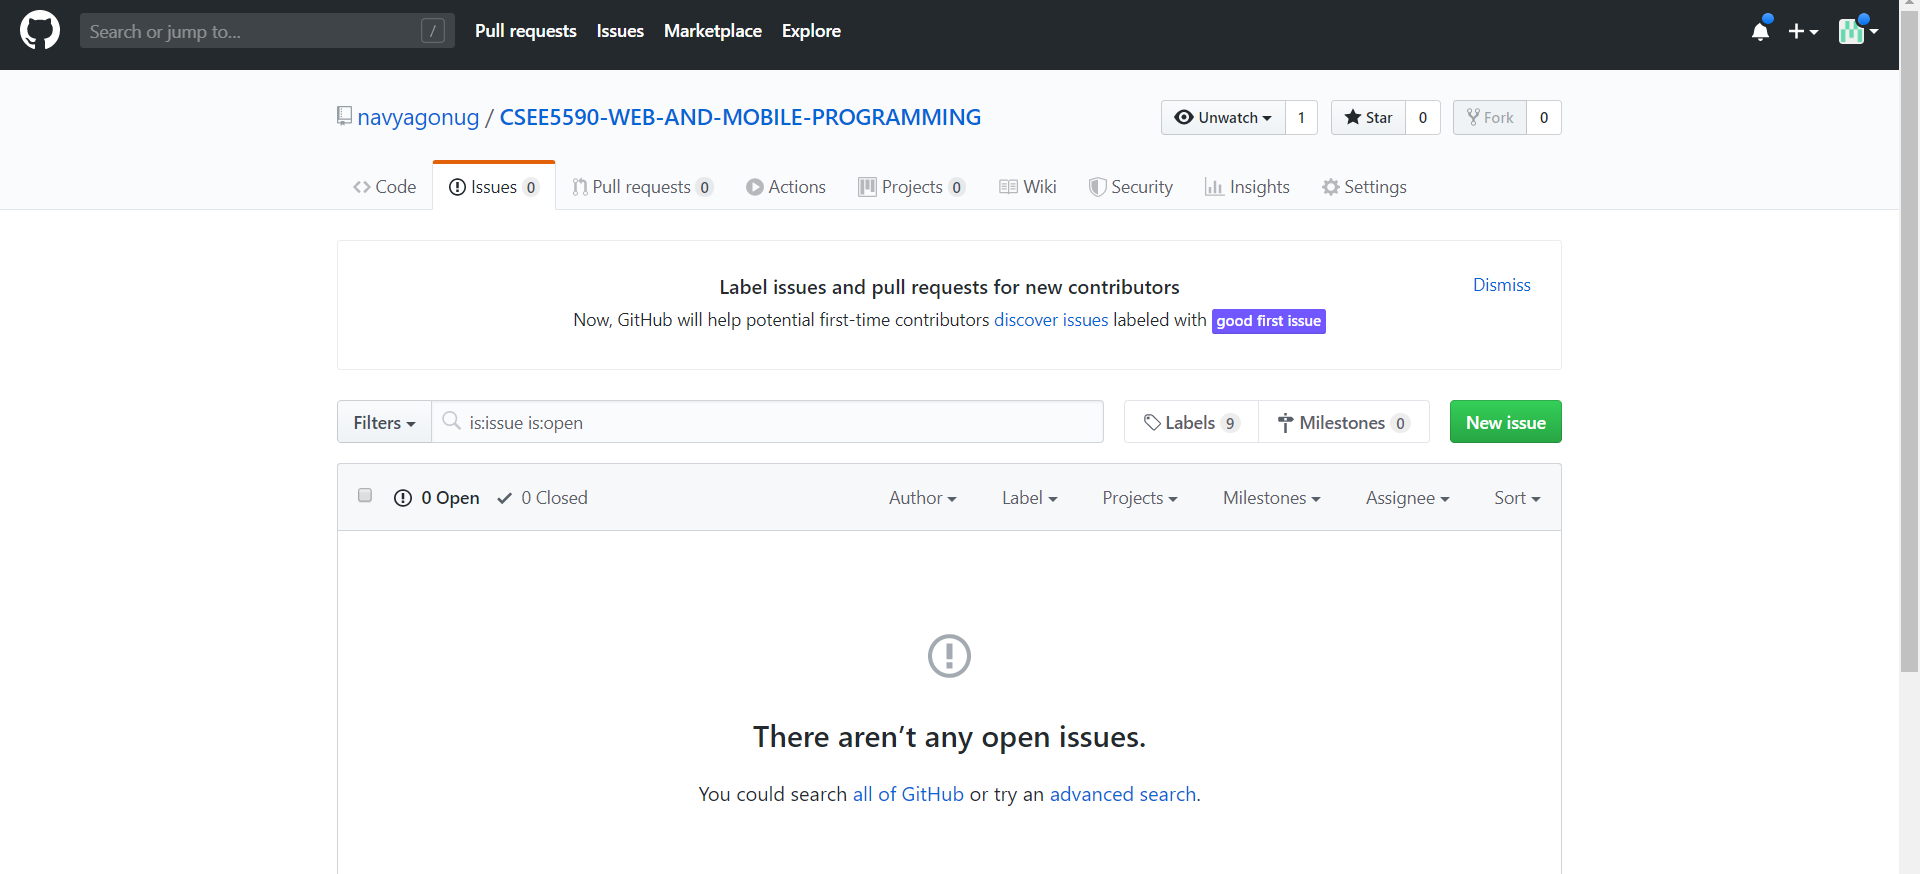 Search or jump to... / Pull requests Issues Marketplace Explore
navyagonug / CSEE5590-WEB-AND-MOBILE-PROGRAMMING Unwatch 1 Star 0 Fork 0
Code Issues 0 Pull requests 0 Actions Projects 0 Wiki Security Insights Settings
Label issues and pull requests for new contributors Dismiss
Now, GitHub will help potential first-time contributors discover issues labeled with good first issue
Filters is:issue is:open Labels 9 Milestones 0 New issue
0 Open 0 Closed Author Label Projects Milestones Assignee Sort
There aren’t any open issues.
You could search all of GitHub or try an advanced search.